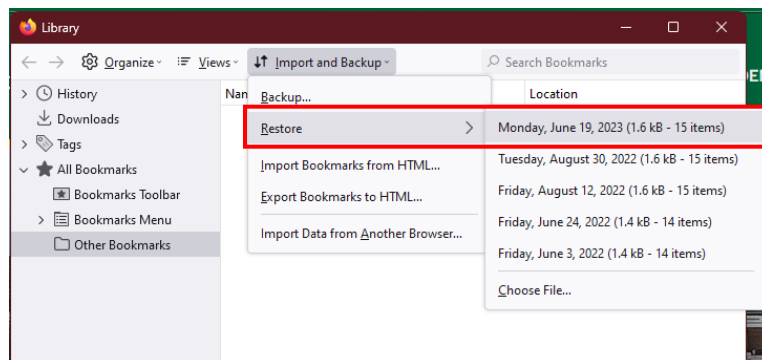 Library
Organize
Views
Import and Backup
Search Bookmarks
History
Downloads
Tags
All Bookmarks
Bookmarks Toolbar
Bookmarks Menu
Other Bookmarks
Location
Backup...
Restore
Import Bookmarks from HTML...
Export Bookmarks to HTML...
Import Data from Another Browser...
Monday, June 19, 2023 (1.6 kB - 15 items)
Tuesday, August 30, 2022 (1.6 kB - 15 items)
Friday, August 12, 2022 (1.6 kB - 15 items)
Friday, June 24, 2022 (1.4 kB - 14 items)
Friday, June 3, 2022 (1.4 kB - 14 items)
Choose File...